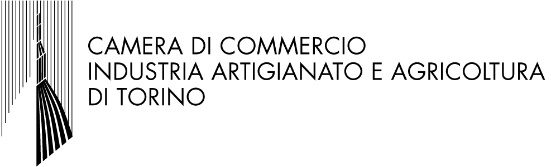 CAMERA DI COMMERCIO
INDUSTRIA ARTIGIANATO E AGRICOLTURA
DI TORINO